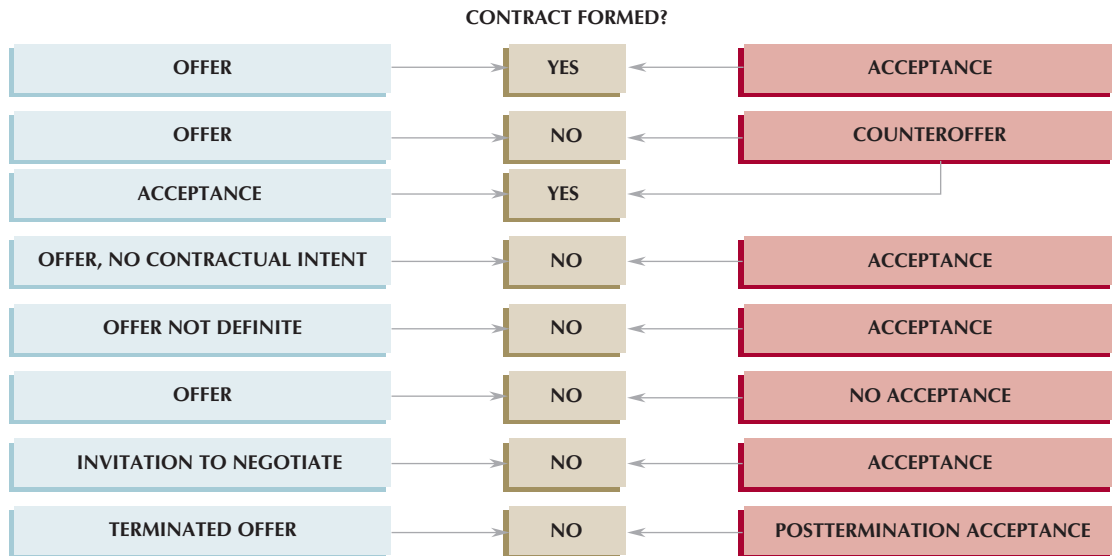 CONTRACT FORMED?
OFFER YES ACCEPTANCE
OFFER NO COUNTEROFFER
ACCEPTANCE YES
OFFER, NO CONTRACTUAL INTENT NO ACCEPTANCE
OFFER NOT DEFINITE NO ACCEPTANCE
OFFER NO NO ACCEPTANCE
INVITATION TO NEGOTIATE NO ACCEPTANCE
TERMINATED OFFER NO POSTTERMINATION ACCEPTANCE